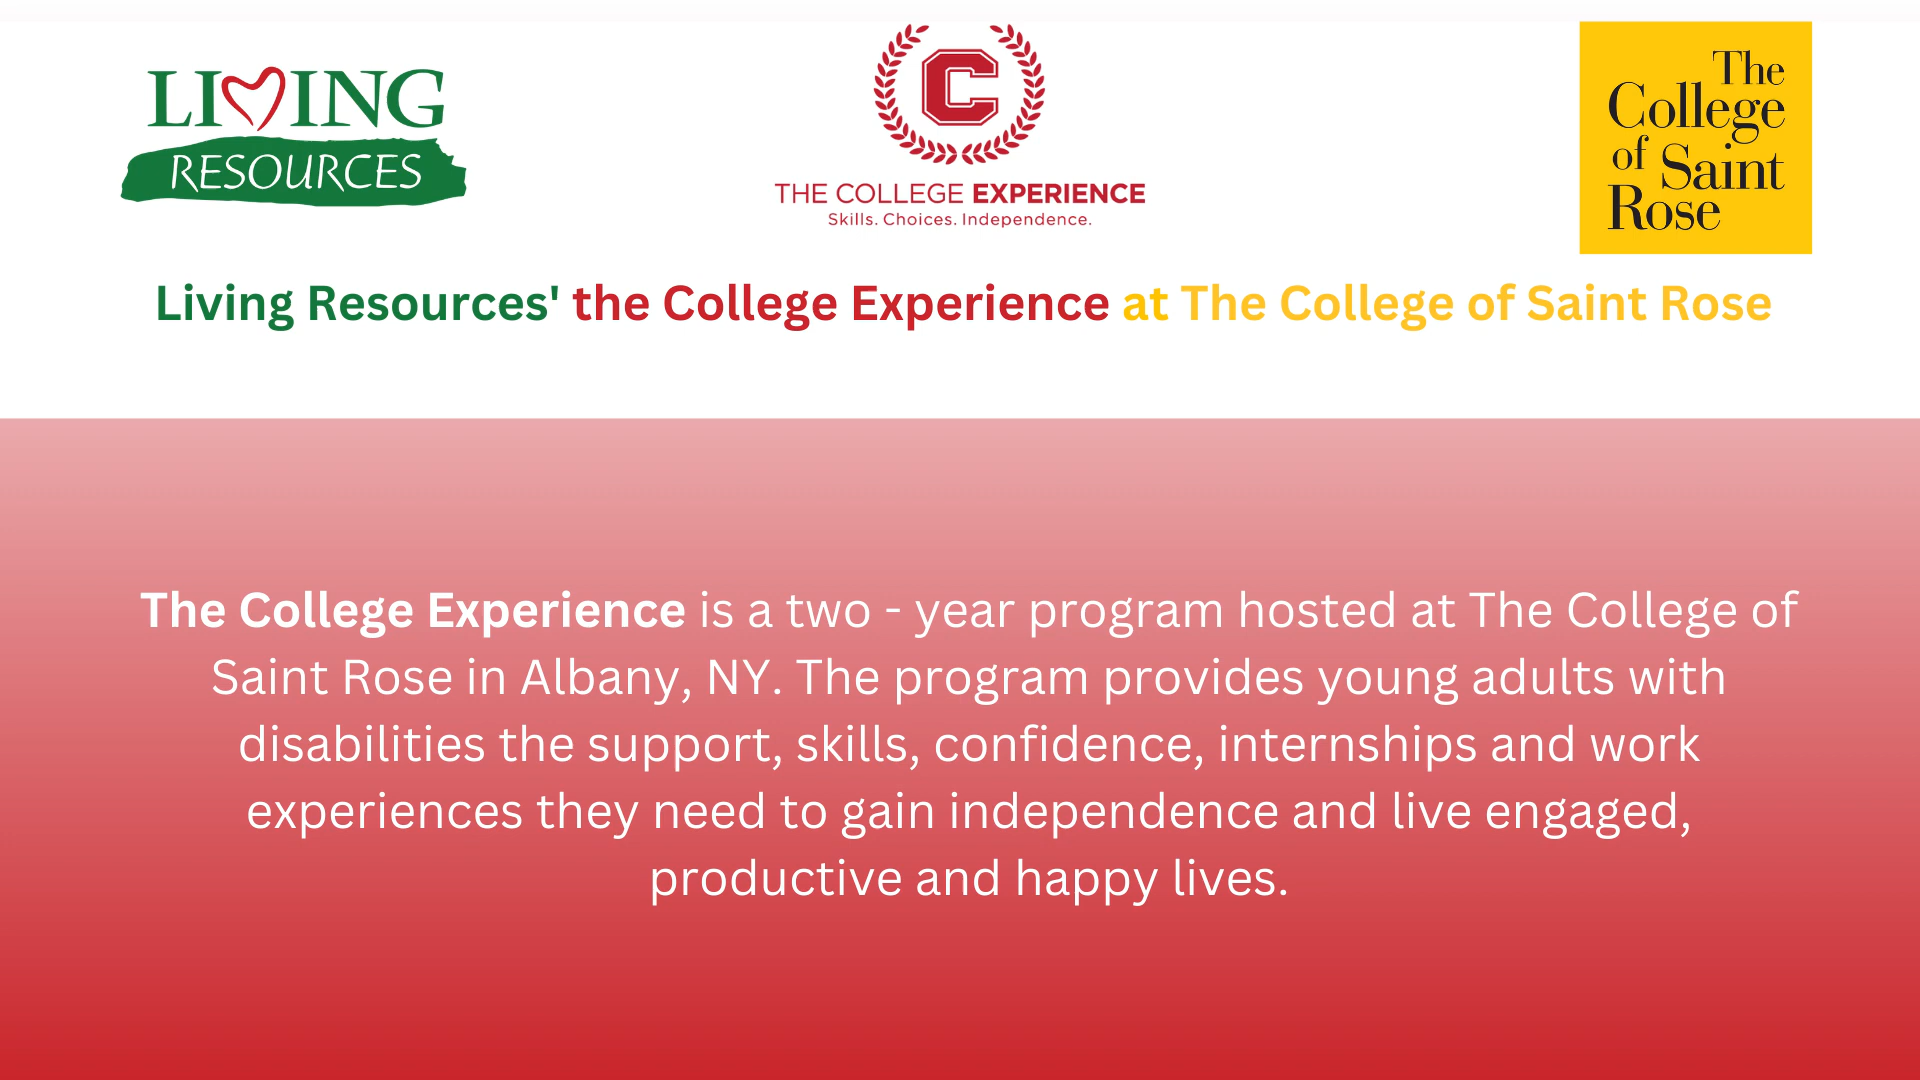 LIVING
RESOURCES
C
THE COLLEGE EXPERIENCE
Skills. Choices. Independence.
The
College
of Saint
Rose
Living Resources' the College Experience at The College of Saint Rose
The College Experience is a two - year program hosted at The College of
Saint Rose in Albany, NY. The program provides young adults with
disabilities the support, skills, confidence, internships and work
experiences they need to gain independence and live engaged,
productive and happy lives.